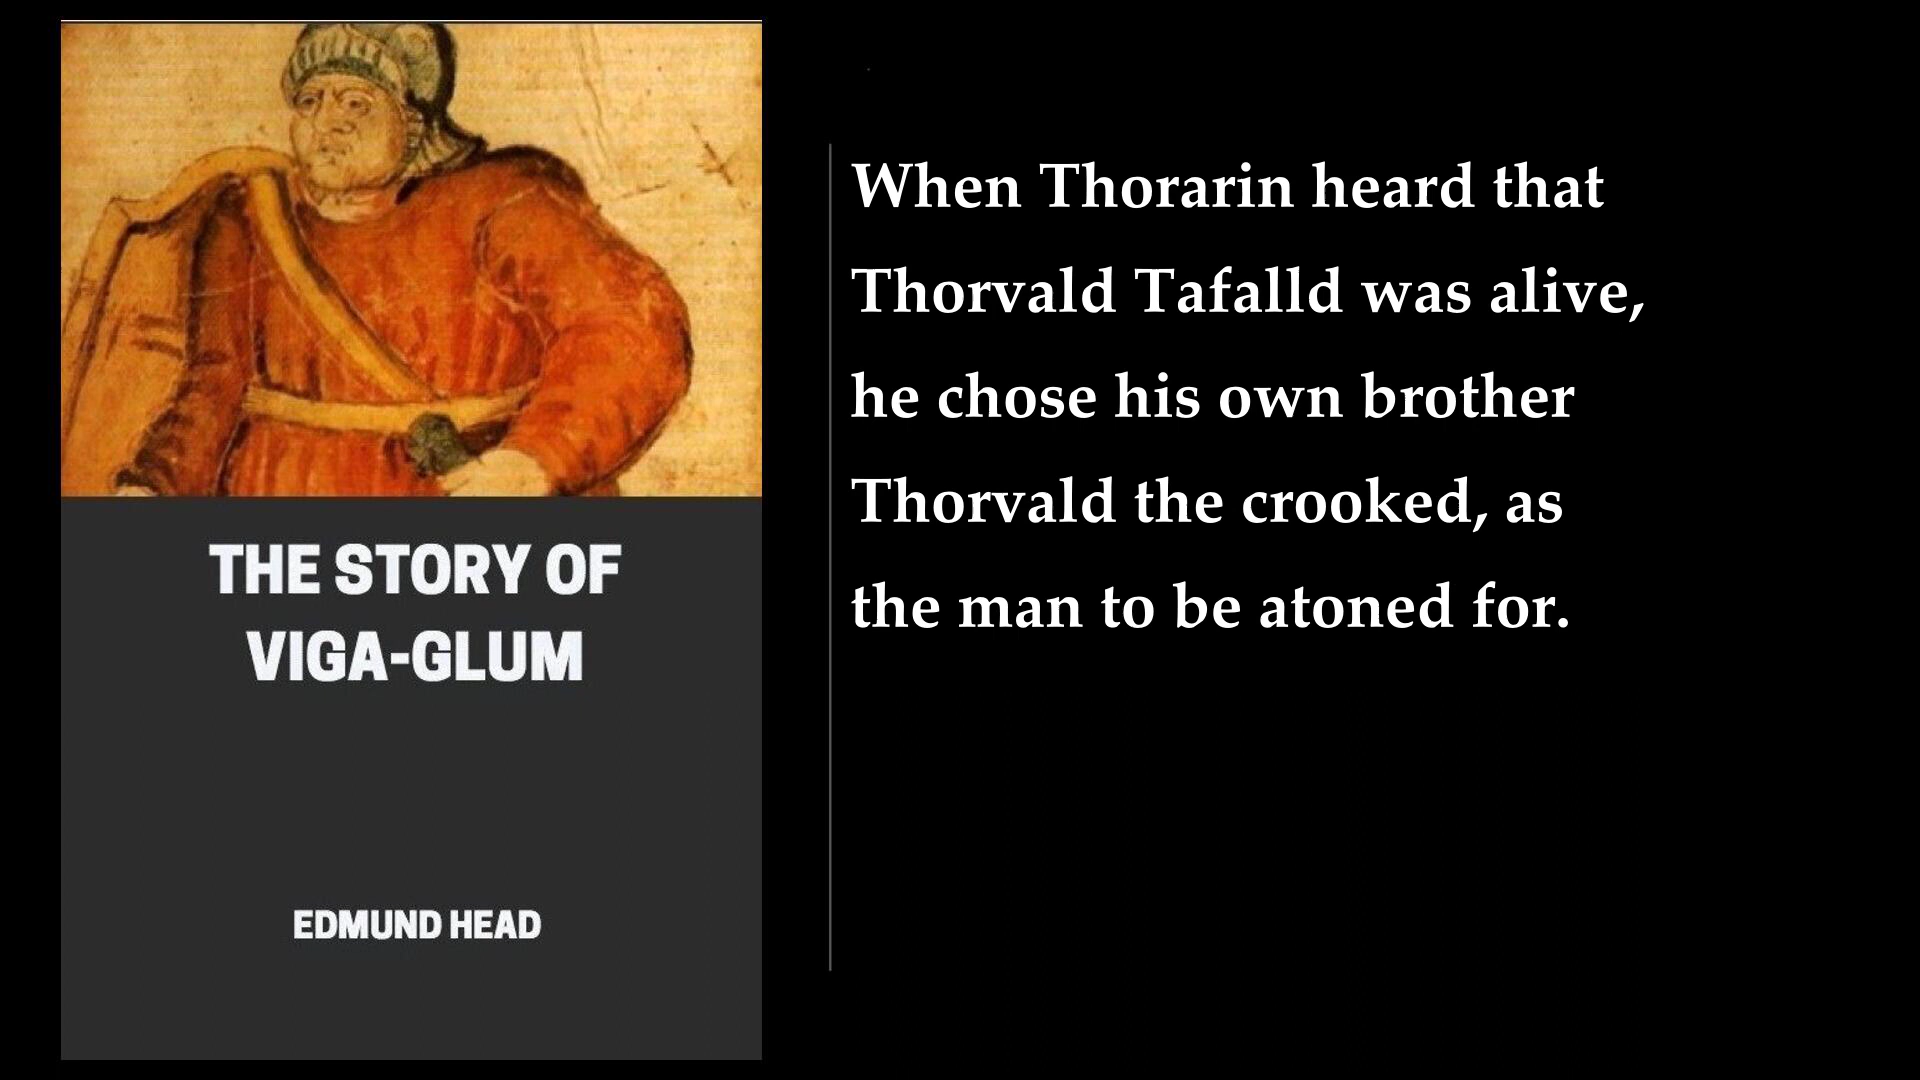 THE STORY OF
VIGA-GLUM
EDMUND HEAD
When Thorarin heard that
Thorvald Tafalld was alive,
he chose his own brother
Thorvald the crooked, as
the man to be atoned for.